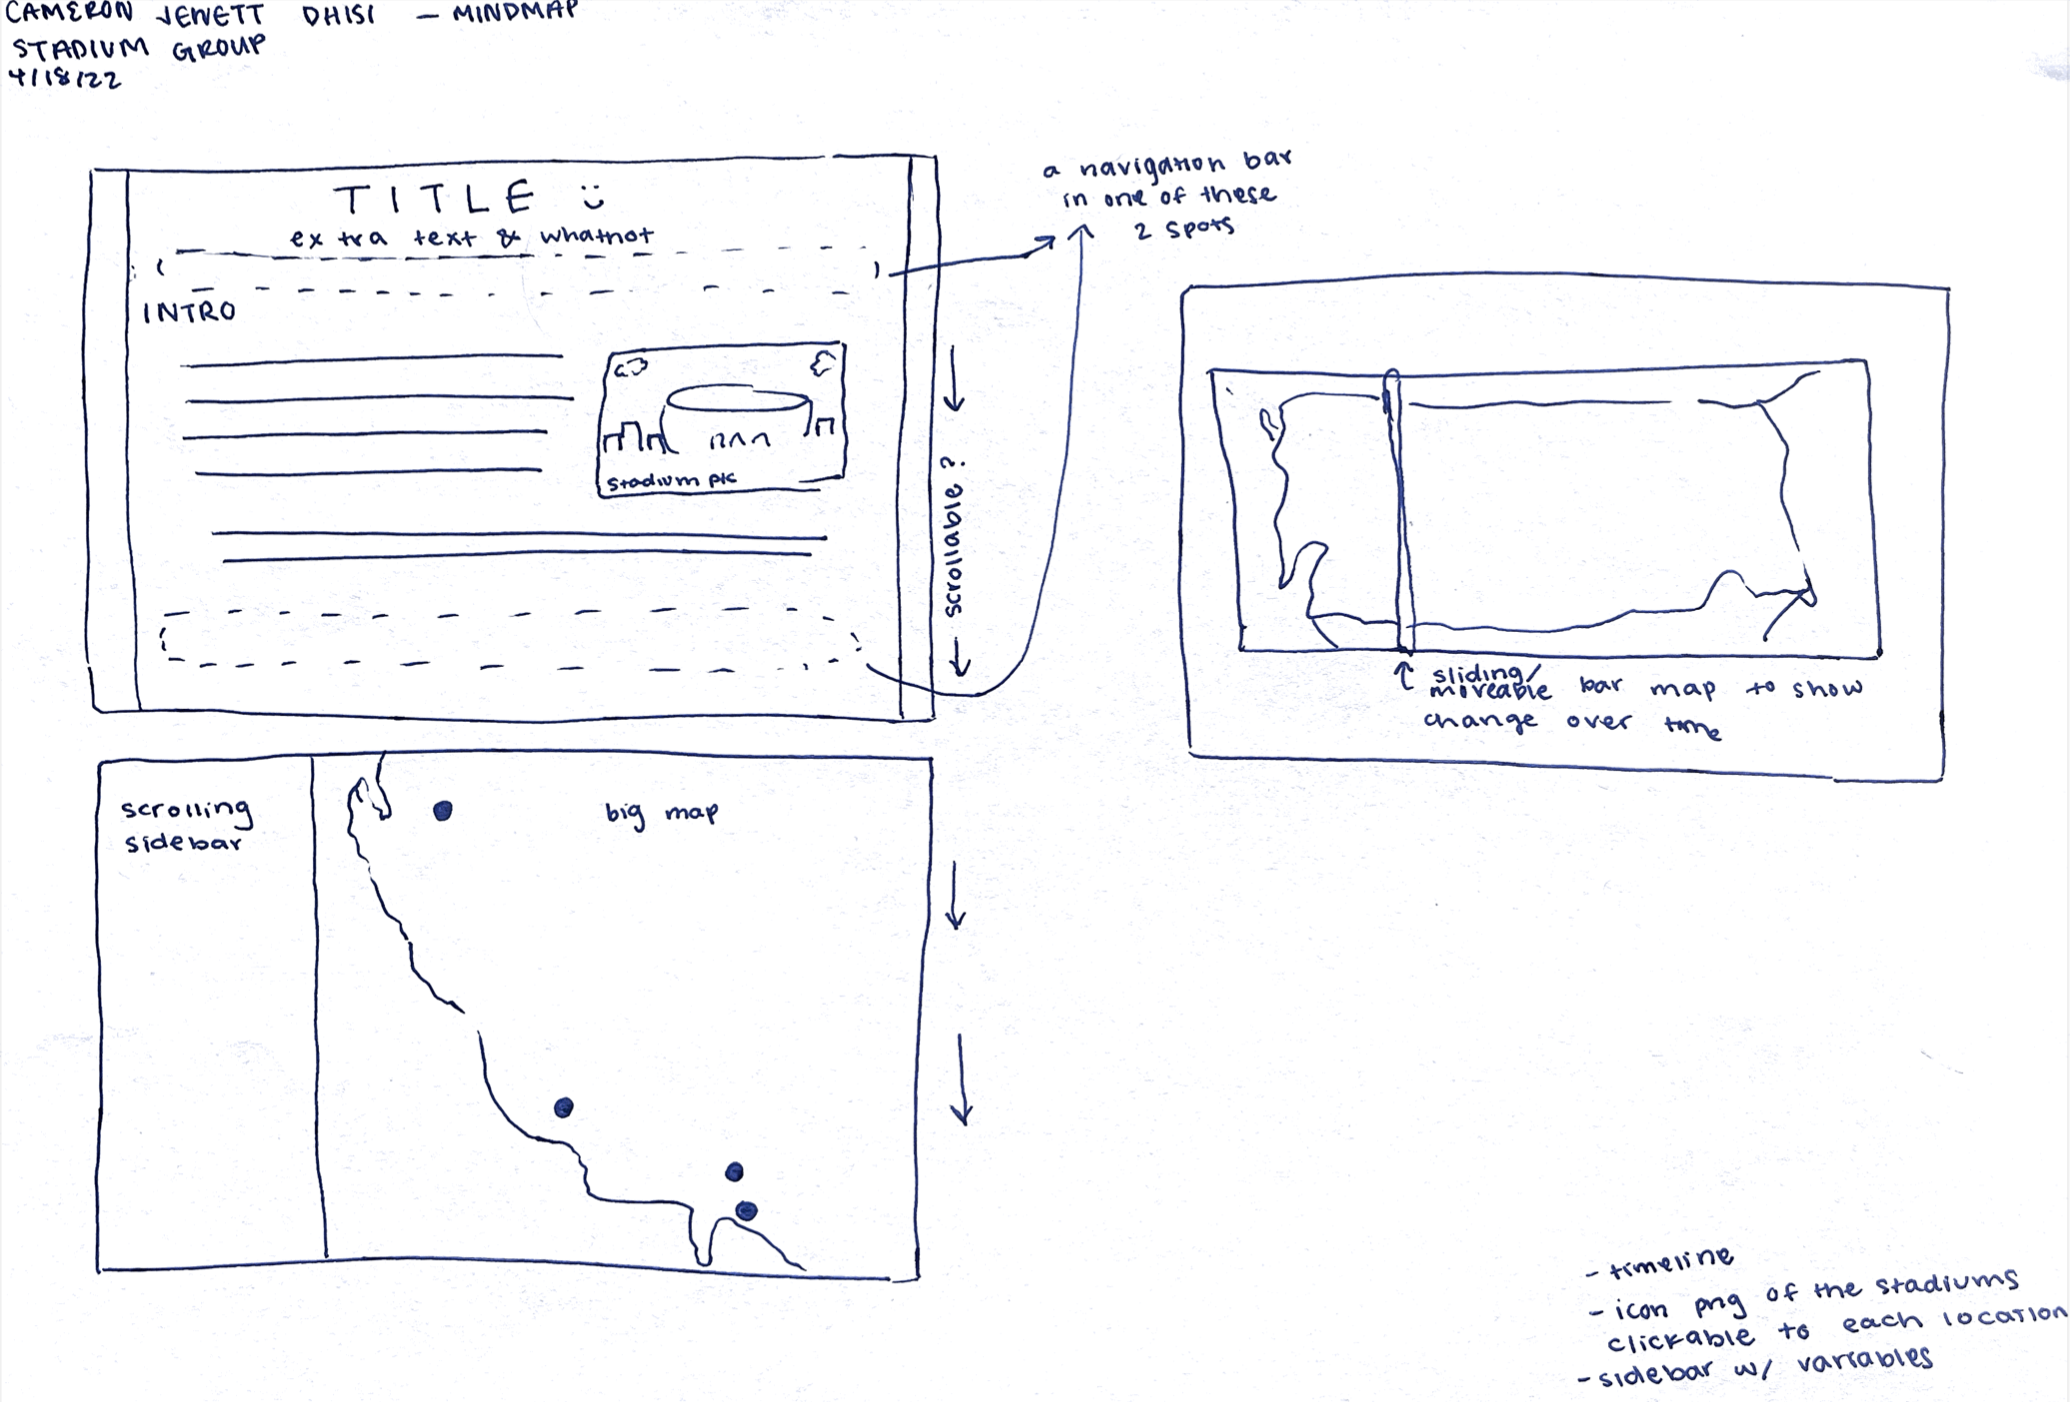 CAMERON JEWETT DHISI — MINDMAP
STADIUM GROUP
4/18/22
TITLE :)
extra text & whatnot
INTRO
stadium pic
scrollable?
a navigation bar
in one of these
2 spots
sliding/
moveable bar map to show
change over time
scrolling
sidebar
big map
- timeline
- icon png of the stadiums
clickable to each location
- sidebar w/ variables